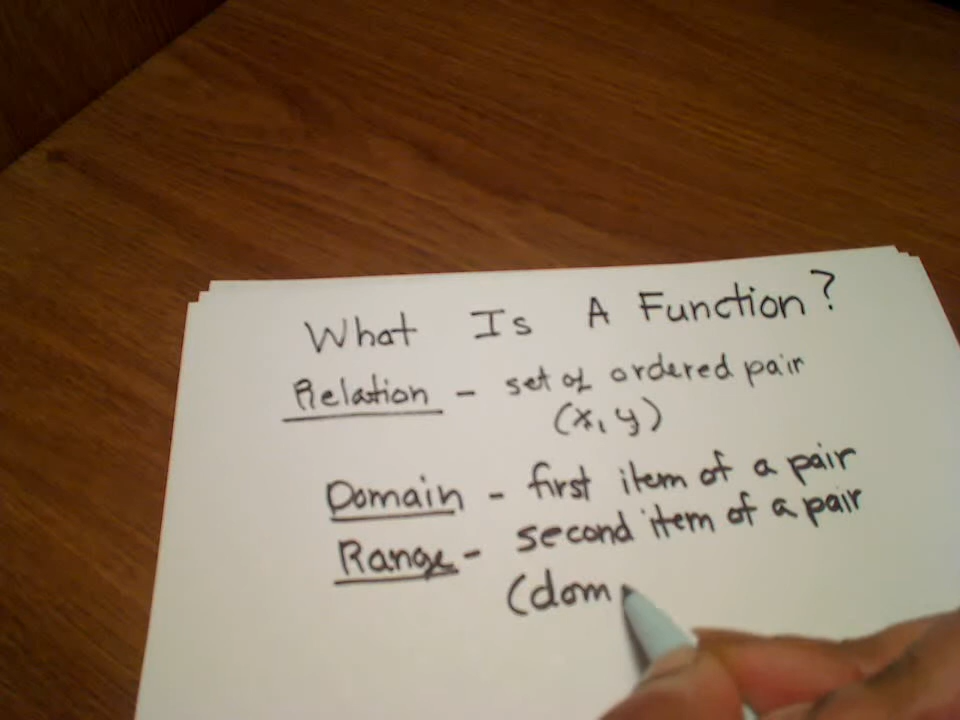 What Is A Function?
Relation - set of ordered pair
(x, y)
Domain - first item of a pair
Range - second item of a pair
(dom